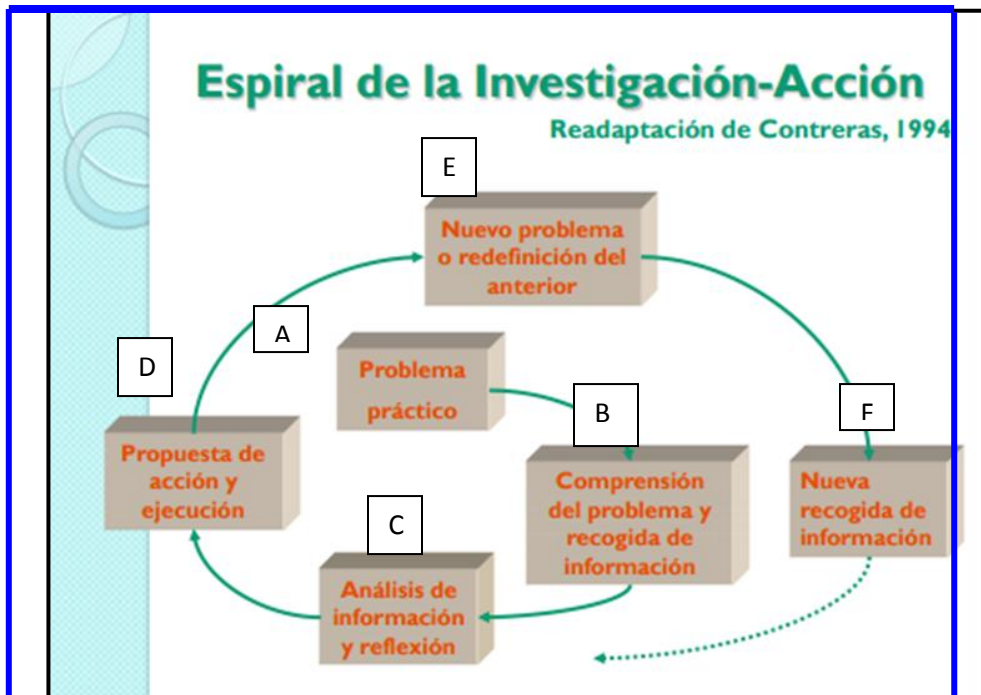 Espiral de la Investigación-Acción
Readaptación de Contreras, 1994
E
Nuevo problema
o redefinición del
anterior
A
D
Problema
práctico
B
F
Propuesta de
acción y
ejecución
Comprensión
del problema y
recogida de
información
Nueva
recogida de
información
C
Análisis de
información
y reflexión